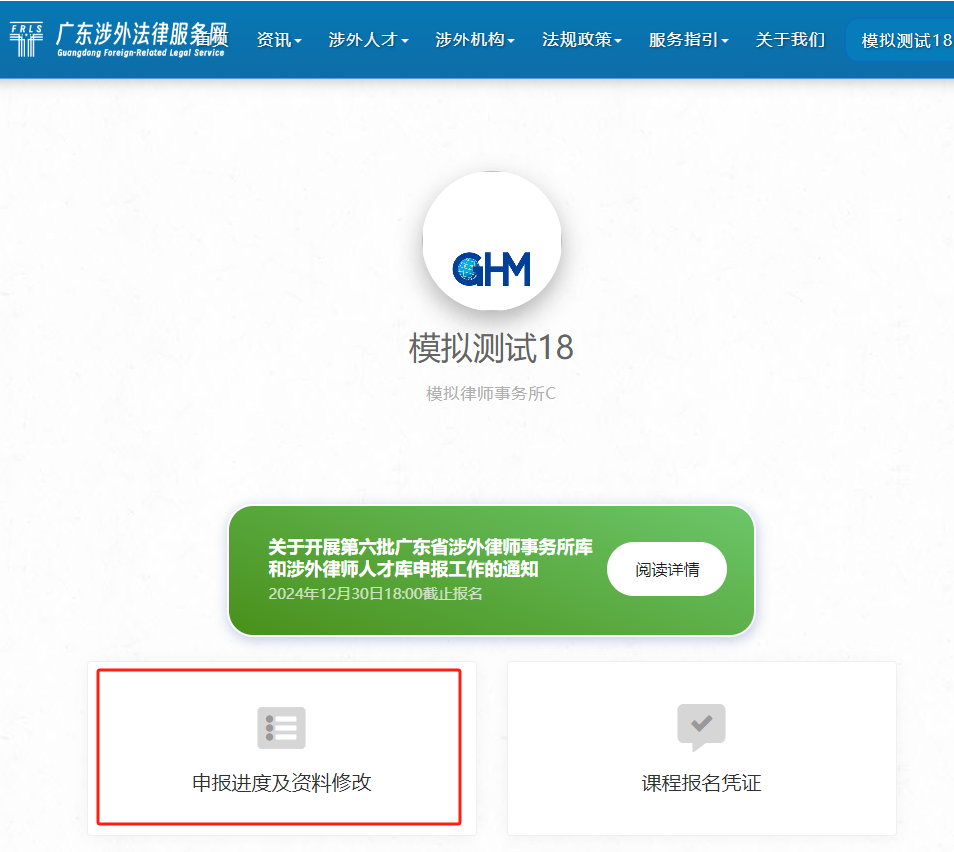 FRLS
广东涉外法律服务网
Guangdong Foreign-Related Legal Service
首页
资讯
涉外人才
涉外机构
法规政策
服务指引
关于我们
模拟测试18
GHM
模拟测试18
模拟律师事务所C
关于开展第六批广东省涉外律师事务所库
和涉外律师人才库申报工作的通知
2024年12月30日18:00截止报名
阅读详情
申报进度及资料修改
课程报名凭证